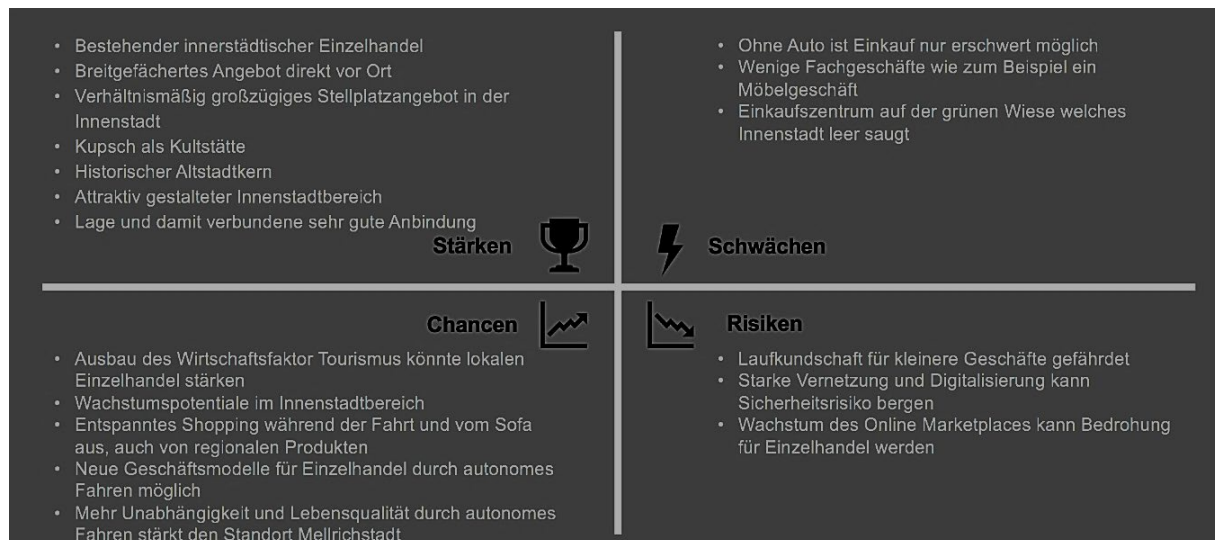 • Bestehender innerstädtischer Einzelhandel
• Breitgefächertes Angebot direkt vor Ort
• Verhältnismäßig großzügiges Stellplatzangebot in der
Innenstadt
• Kupsch als Kultstätte
• Historischer Altstadtkern
• Attraktiv gestalteter Innenstadtbereich
• Lage und damit verbundene sehr gute Anbindung
Stärken
• Ohne Auto ist Einkauf nur erschwert möglich
• Wenige Fachgeschäfte wie zum Beispiel ein
Möbelgeschäft
• Einkaufszentrum auf der grünen Wiese welches
Innenstadt leer saugt
Schwächen
Chancen
• Ausbau des Wirtschaftsfaktor Tourismus könnte lokalen
Einzelhandel stärken
• Wachstumspotentiale im Innenstadtbereich
• Entspanntes Shopping während der Fahrt und vom Sofa
aus, auch von regionalen Produkten
• Neue Geschäftsmodelle für Einzelhandel durch autonomes
Fahren möglich
• Mehr Unabhängigkeit und Lebensqualität durch autonomes
Fahren stärkt den Standort Mellrichstadt
Risiken
• Laufkundschaft für kleinere Geschäfte gefährdet
• Starke Vernetzung und Digitalisierung kann
Sicherheitsrisiko bergen
• Wachstum des Online Marketplaces kann Bedrohung
für Einzelhandel werden